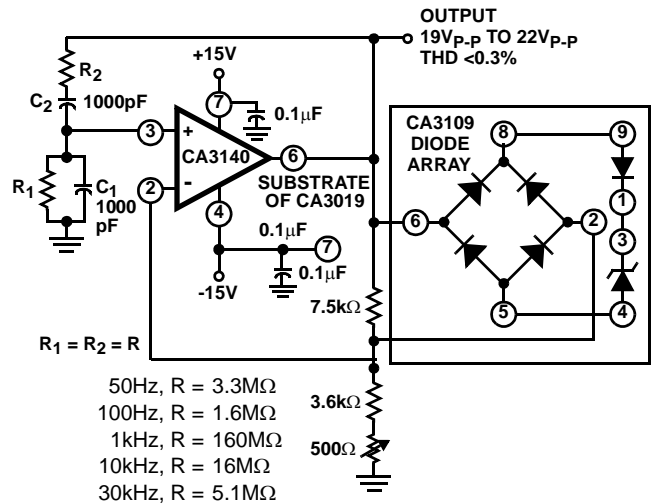 OUTPUT
19VP-P TO 22VP-P
THD <0.3%
+15V
R2
C2 1000pF
7
0.1μF
CA3109
DIODE
ARRAY
8
9
3
+
CA3140
6
SUBSTRATE
OF CA3019
R1
C1
1000
pF
2
-
4
0.1μF
7
0.1μF
-15V
6
2
1
3
5
4
7.5kΩ
R1 = R2 = R
50Hz, R = 3.3MΩ
100Hz, R = 1.6MΩ
1kHz, R = 160MΩ
10kHz, R = 16MΩ
30kHz, R = 5.1MΩ
3.6kΩ
500Ω